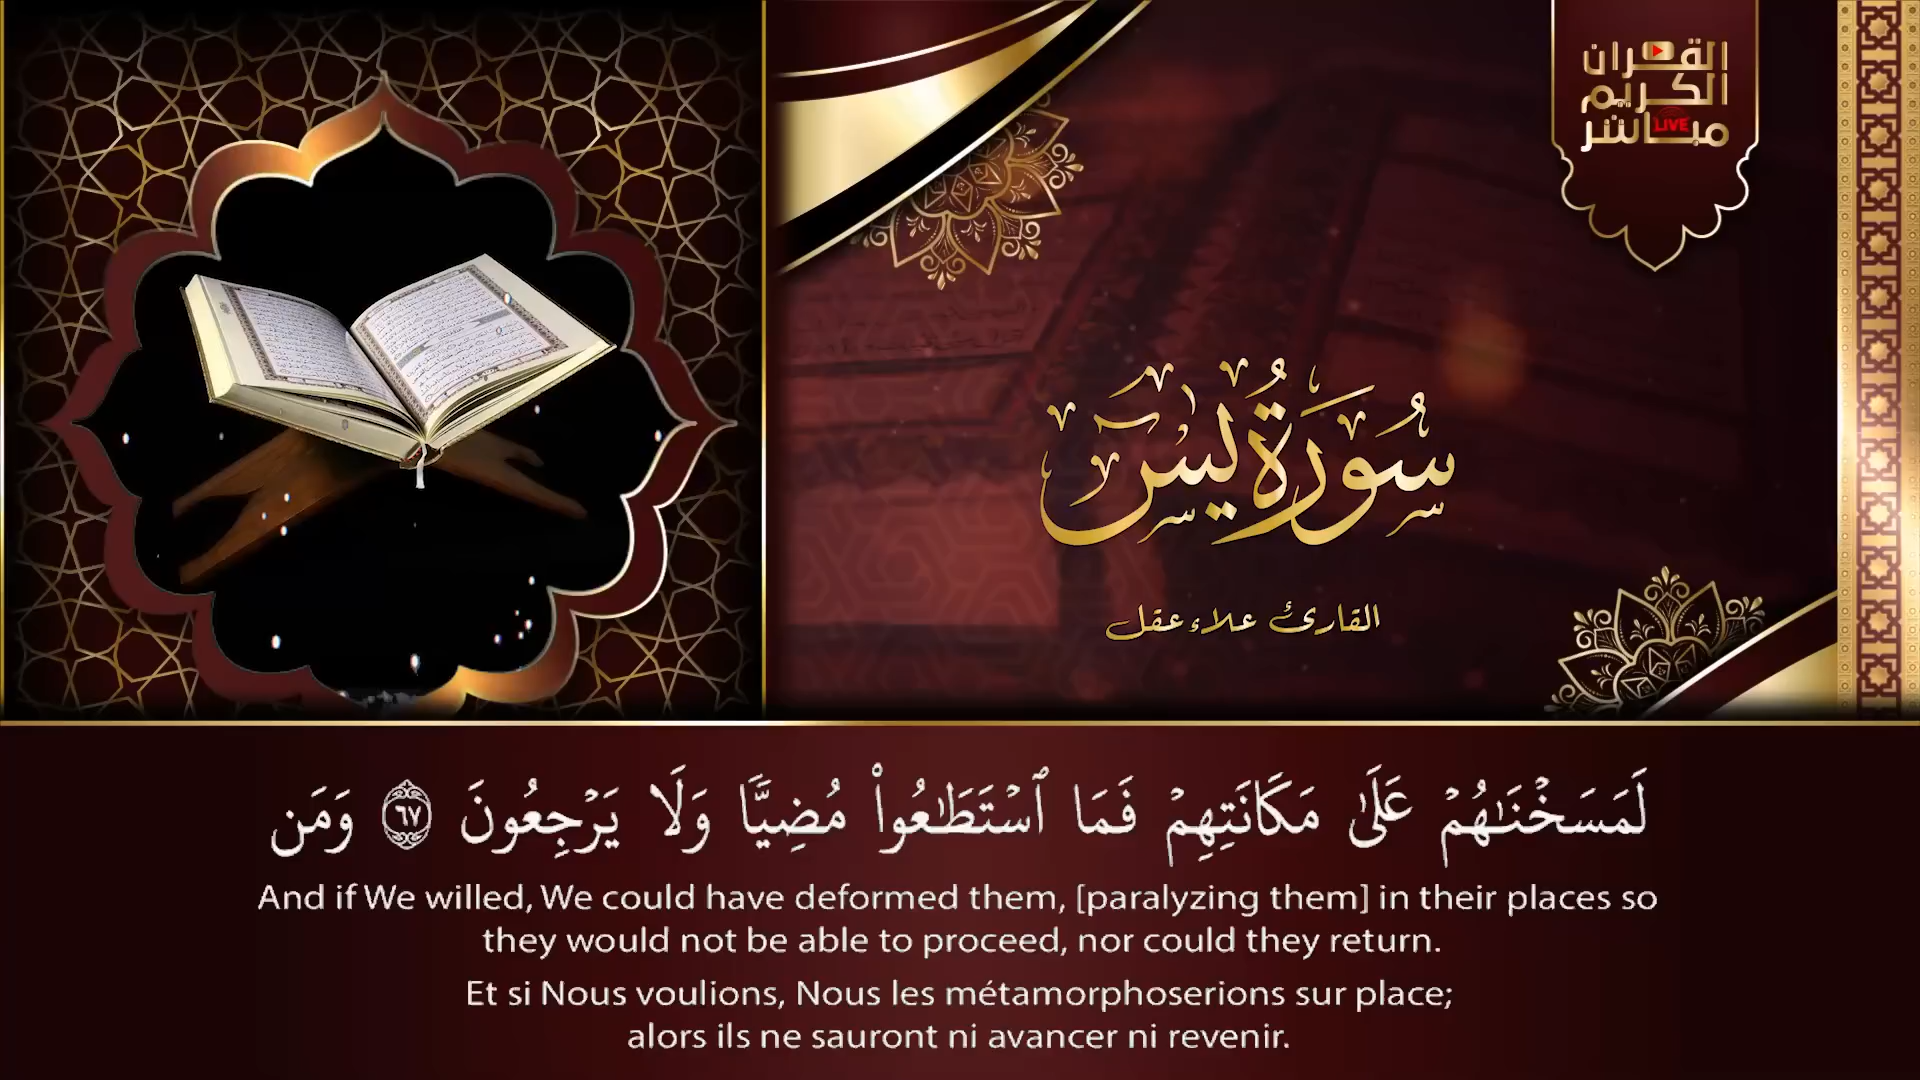 القرآن
الكريم
مباشر
LIVE
سُورَةُ يسٓ
القارئ علاء عقل
لَمَسَخْنَٰهُمْ عَلَىٰ مَكَانَتِهِمْ فَمَا ٱسْتَطَٰعُوا۟ مُضِيًّا وَلَا يَرْجِعُونَ ٦٧ وَمَن
And if We willed, We could have deformed them, [paralyzing them] in their places so
they would not be able to proceed, nor could they return.
Et si Nous voulions, Nous les métamorphoserions sur place;
alors ils ne sauront ni avancer ni revenir.